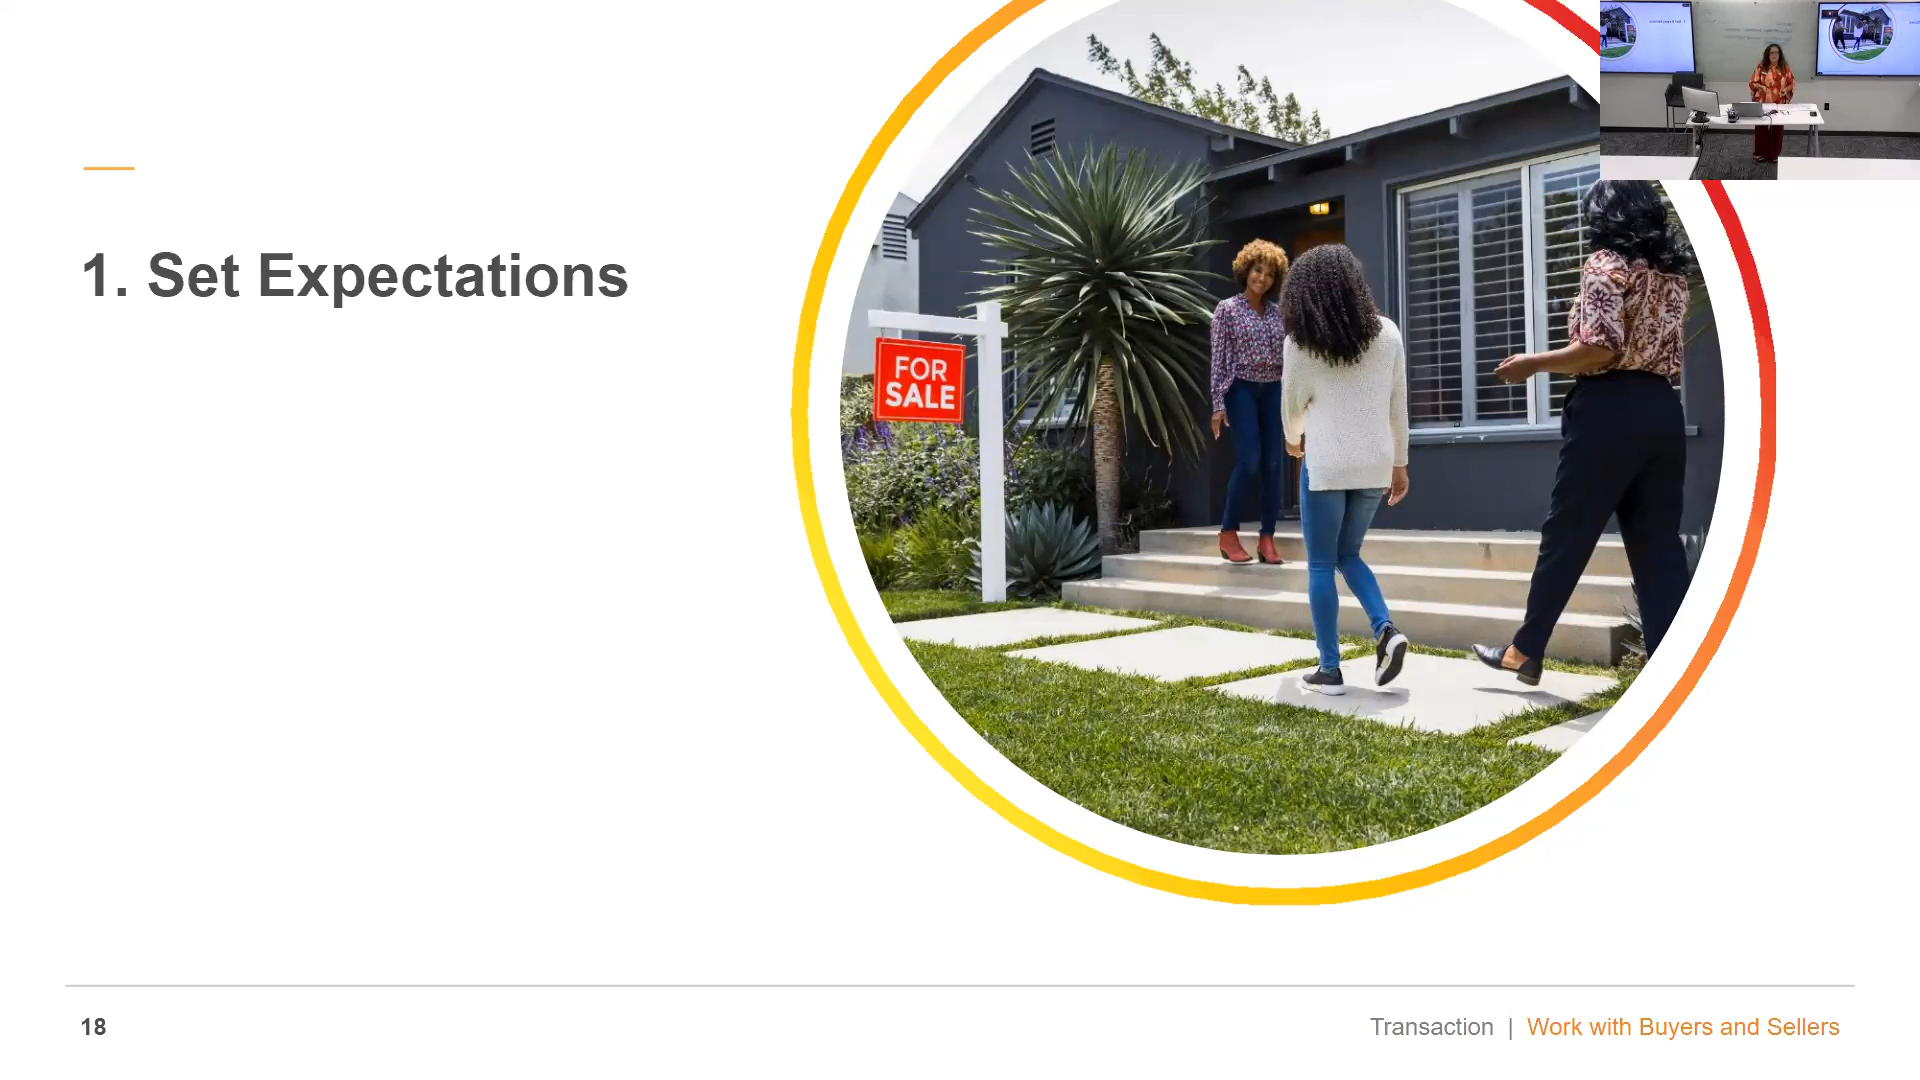 1. Set Expectations
FOR
SALE
18
Transaction | Work with Buyers and Sellers